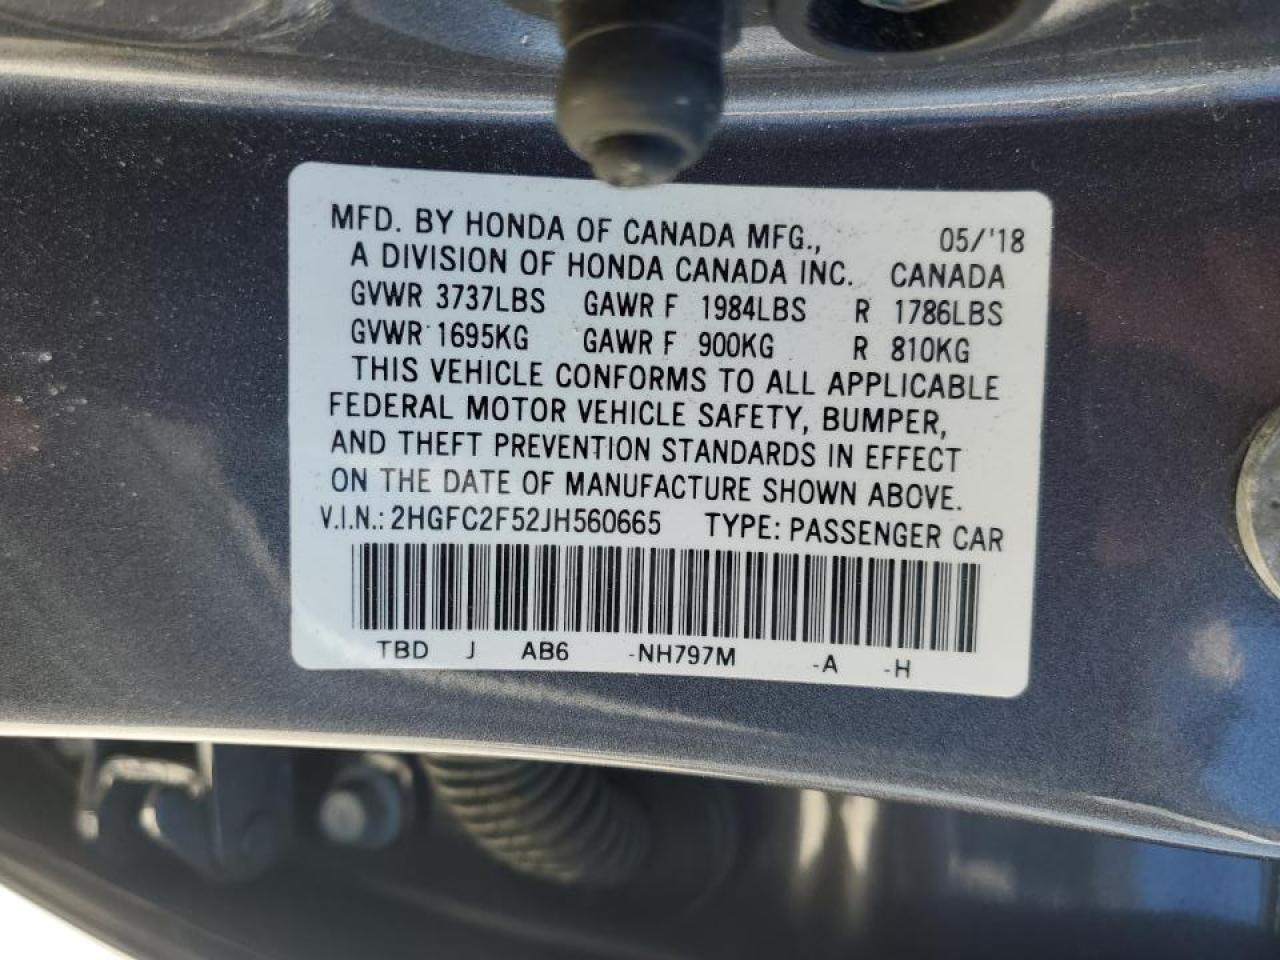 MFD. BY HONDA OF CANADA MFG., 05/'18
A DIVISION OF HONDA CANADA INC. CANADA
GVWR 3737LBS GAWR F 1984LBS R 1786LBS
GVWR 1695KG GAWR F 900KG R 810KG
THIS VEHICLE CONFORMS TO ALL APPLICABLE
FEDERAL MOTOR VEHICLE SAFETY, BUMPER,
AND THEFT PREVENTION STANDARDS IN EFFECT
ON THE DATE OF MANUFACTURE SHOWN ABOVE.
V.I.N.: 2HGFC2F52JH560665 TYPE: PASSENGER CAR
TBD J AB6 -NH797M -A -H